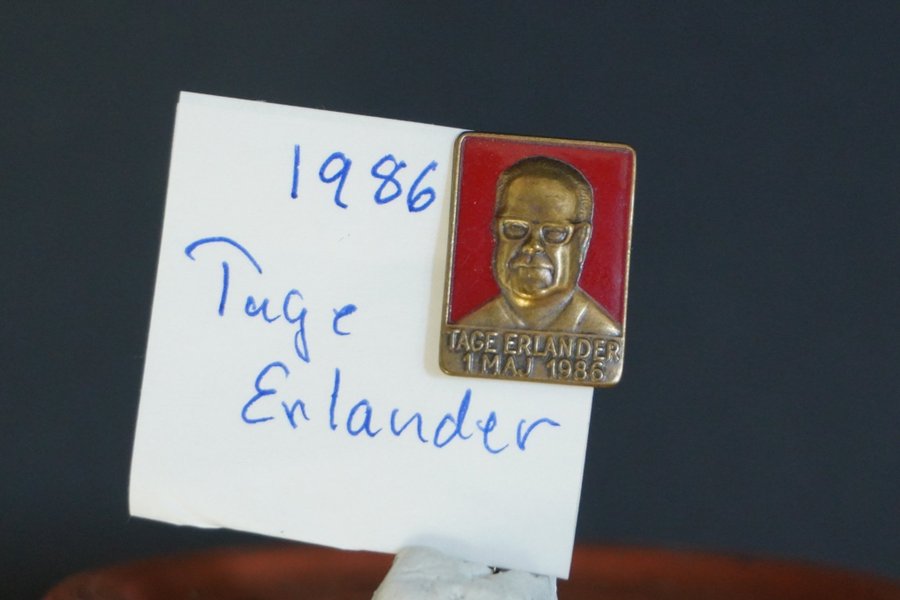 1986
Tage
Erlander
TAGE ERLANDER
1 MAJ 1986